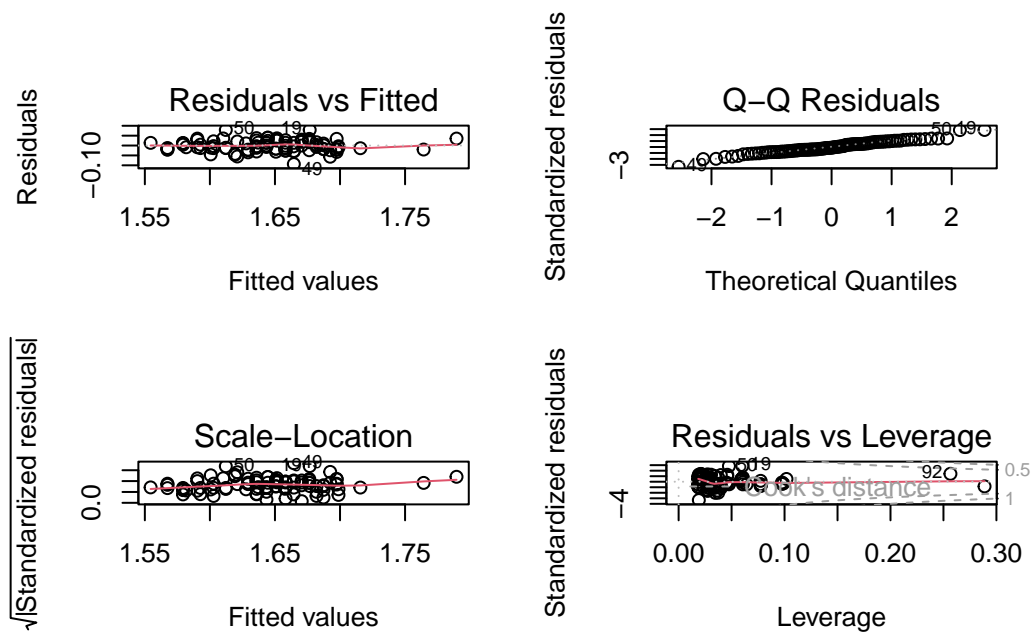 Residuals vs Fitted
Residuals
−0.10
50
19
49
1.55
1.65
1.75
Fitted values
Q−Q Residuals
Standardized residuals
−3
49
50
19
−2
−1
0
1
2
Theoretical Quantiles
Scale−Location
√|Standardized residuals|
0.0
50
19
49
1.55
1.65
1.75
Fitted values
Residuals vs Leverage
Standardized residuals
−4
50
19
92
0.5
1
Cook's distance
0.00
0.10
0.20
0.30
Leverage